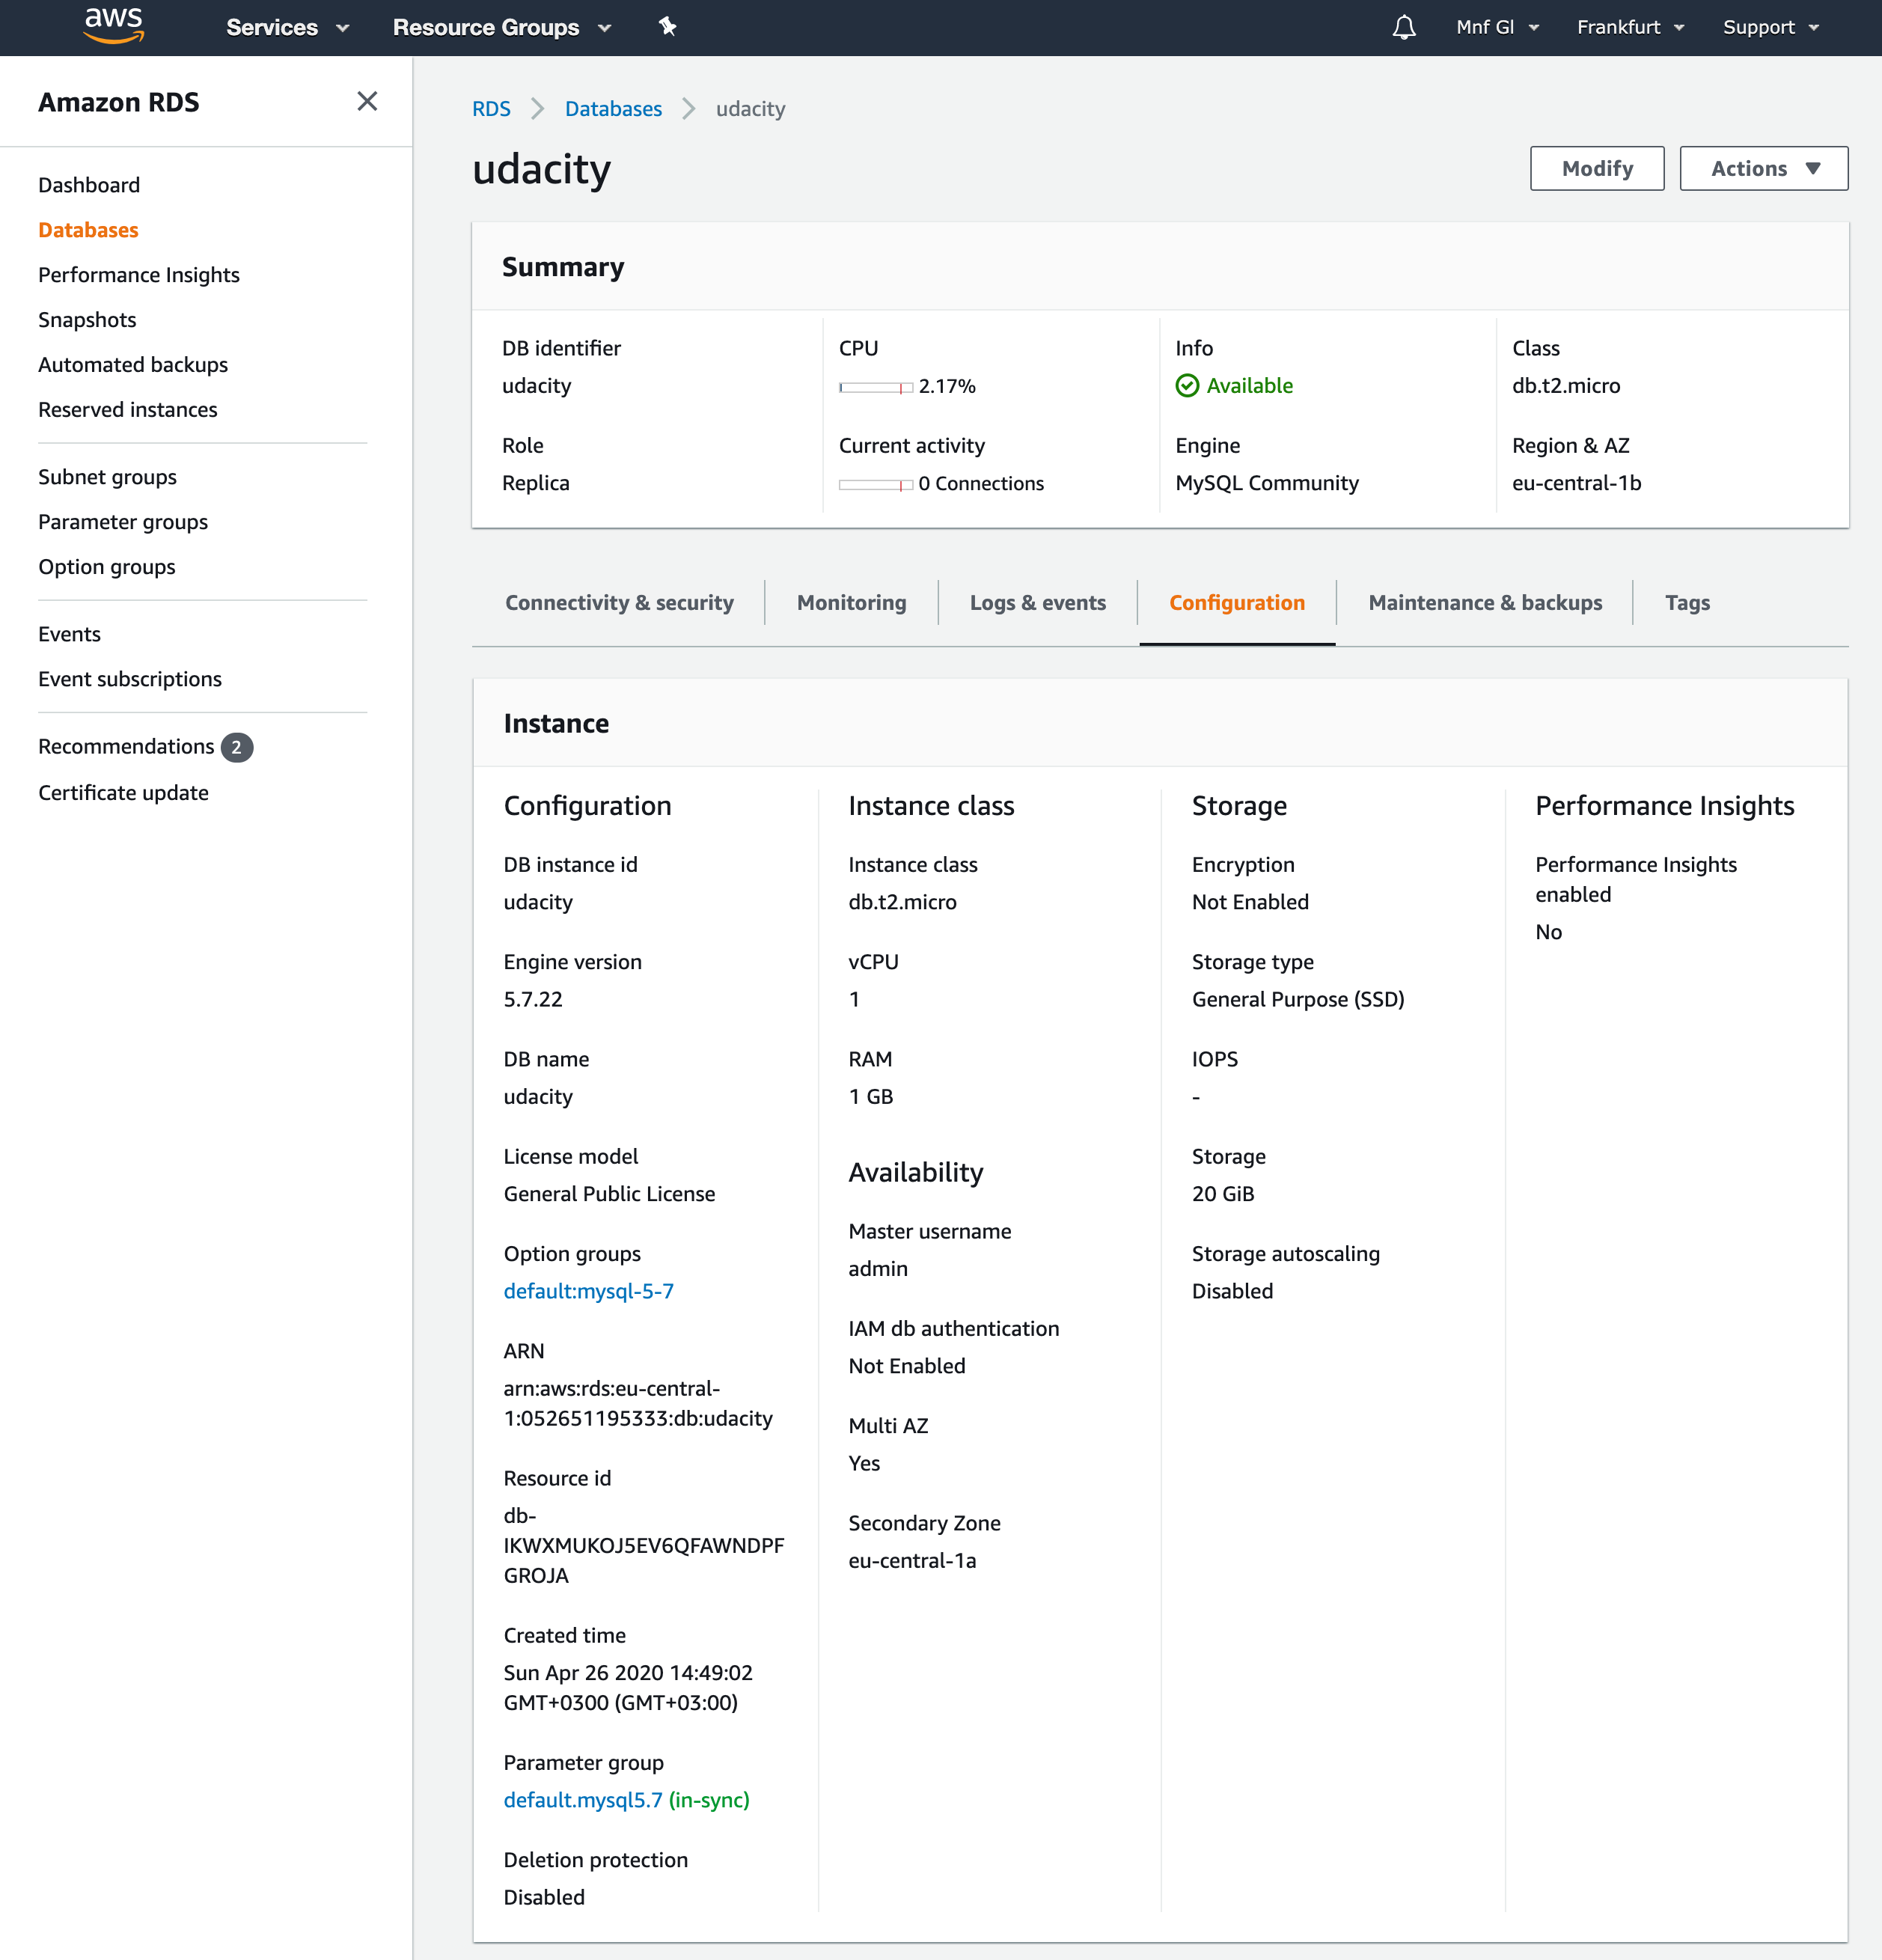 aws
Services
Resource Groups
Mnf Gl
Frankfurt
Support
Amazon RDS
Dashboard
Databases
Performance Insights
Snapshots
Automated backups
Reserved instances
Subnet groups
Parameter groups
Option groups
Events
Event subscriptions
Recommendations 2
Certificate update
RDS
Databases
udacity
udacity
Modify
Actions
Summary
DB identifier
udacity
CPU
2.17%
Info
Available
Class
db.t2.micro
Role
Replica
Current activity
0 Connections
Engine
MySQL Community
Region & AZ
eu-central-1b
Connectivity & security
Monitoring
Logs & events
Configuration
Maintenance & backups
Tags
Instance
Configuration
DB instance id
udacity
Engine version
5.7.22
DB name
udacity
License model
General Public License
Option groups
default:mysql-5-7
ARN
arn:aws:rds:eu-central-
1:052651195333:db:udacity
Resource id
db-
IKWXMUKOJ5EV6QFAWNDPF
GROJA
Created time
Sun Apr 26 2020 14:49:02
GMT+0300 (GMT+03:00)
Parameter group
default.mysql5.7 (in-sync)
Deletion protection
Disabled
Instance class
Instance class
db.t2.micro
vCPU
1
RAM
1 GB
Availability
Master username
admin
IAM db authentication
Not Enabled
Multi AZ
Yes
Secondary Zone
eu-central-1a
Storage
Encryption
Not Enabled
Storage type
General Purpose (SSD)
IOPS
-
Storage
20 GiB
Storage autoscaling
Disabled
Performance Insights
Performance Insights
enabled
No